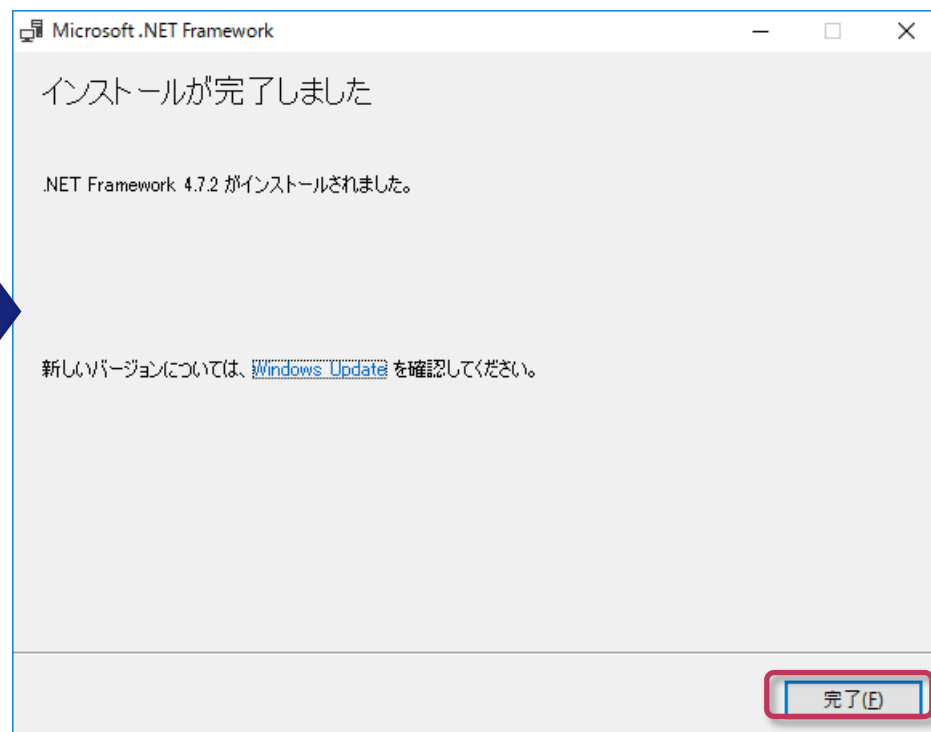 Microsoft .NET Framework
インストールが完了しました
.NET Framework 4.7.2 がインストールされました。
新しいバージョンについては、Windows Update を確認してください。
完了(F)